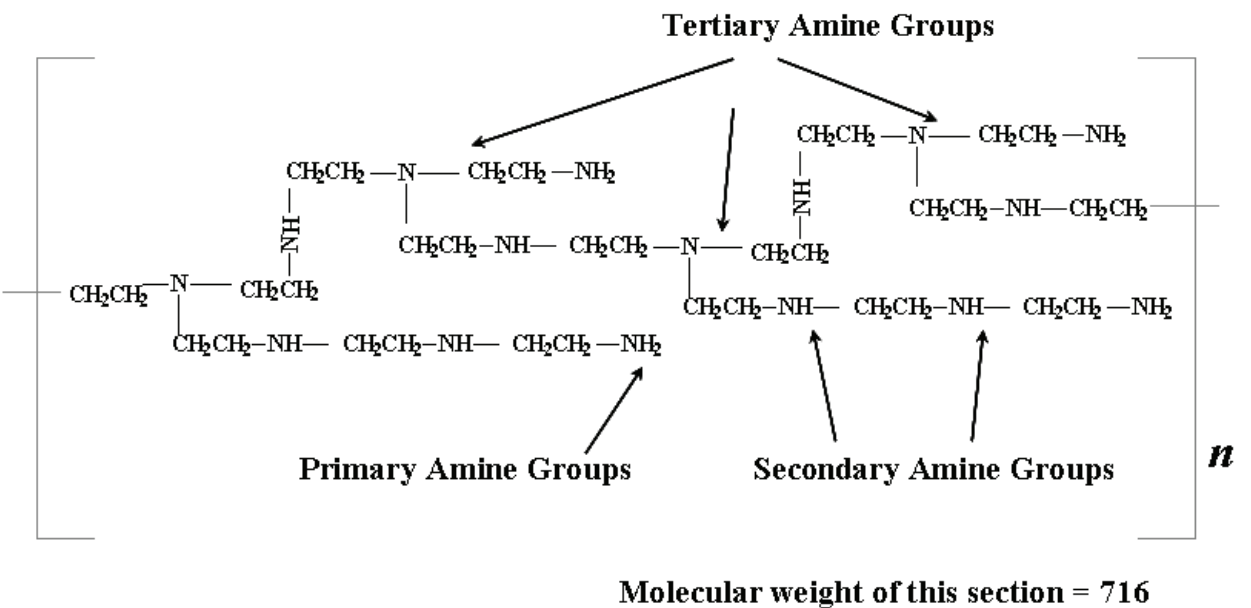 Tertiary Amine Groups
CH₂CH₂—N—CH₂CH₂—NH₂
CH₂CH₂—N—CH₂CH₂—NH₂
NH
CH₂CH₂–NH—CH₂CH₂
NH
CH₂CH₂–NH—CH₂CH₂—N—CH₂CH₂
CH₂CH₂—N—CH₂CH₂
CH₂CH₂–NH—CH₂CH₂–NH—CH₂CH₂—NH₂
CH₂CH₂–NH—CH₂CH₂–NH—CH₂CH₂—NH₂
Primary Amine Groups
Secondary Amine Groups
n
Molecular weight of this section = 716